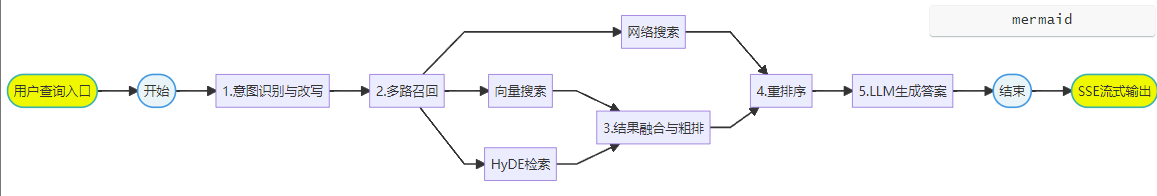 mermaid
用户查询入口
开始
1.意图识别与改写
2.多路召回
网络搜索
向量搜索
HyDE检索
3.结果融合与粗排
4.重排序
5.LLM生成答案
结束
SSE流式输出